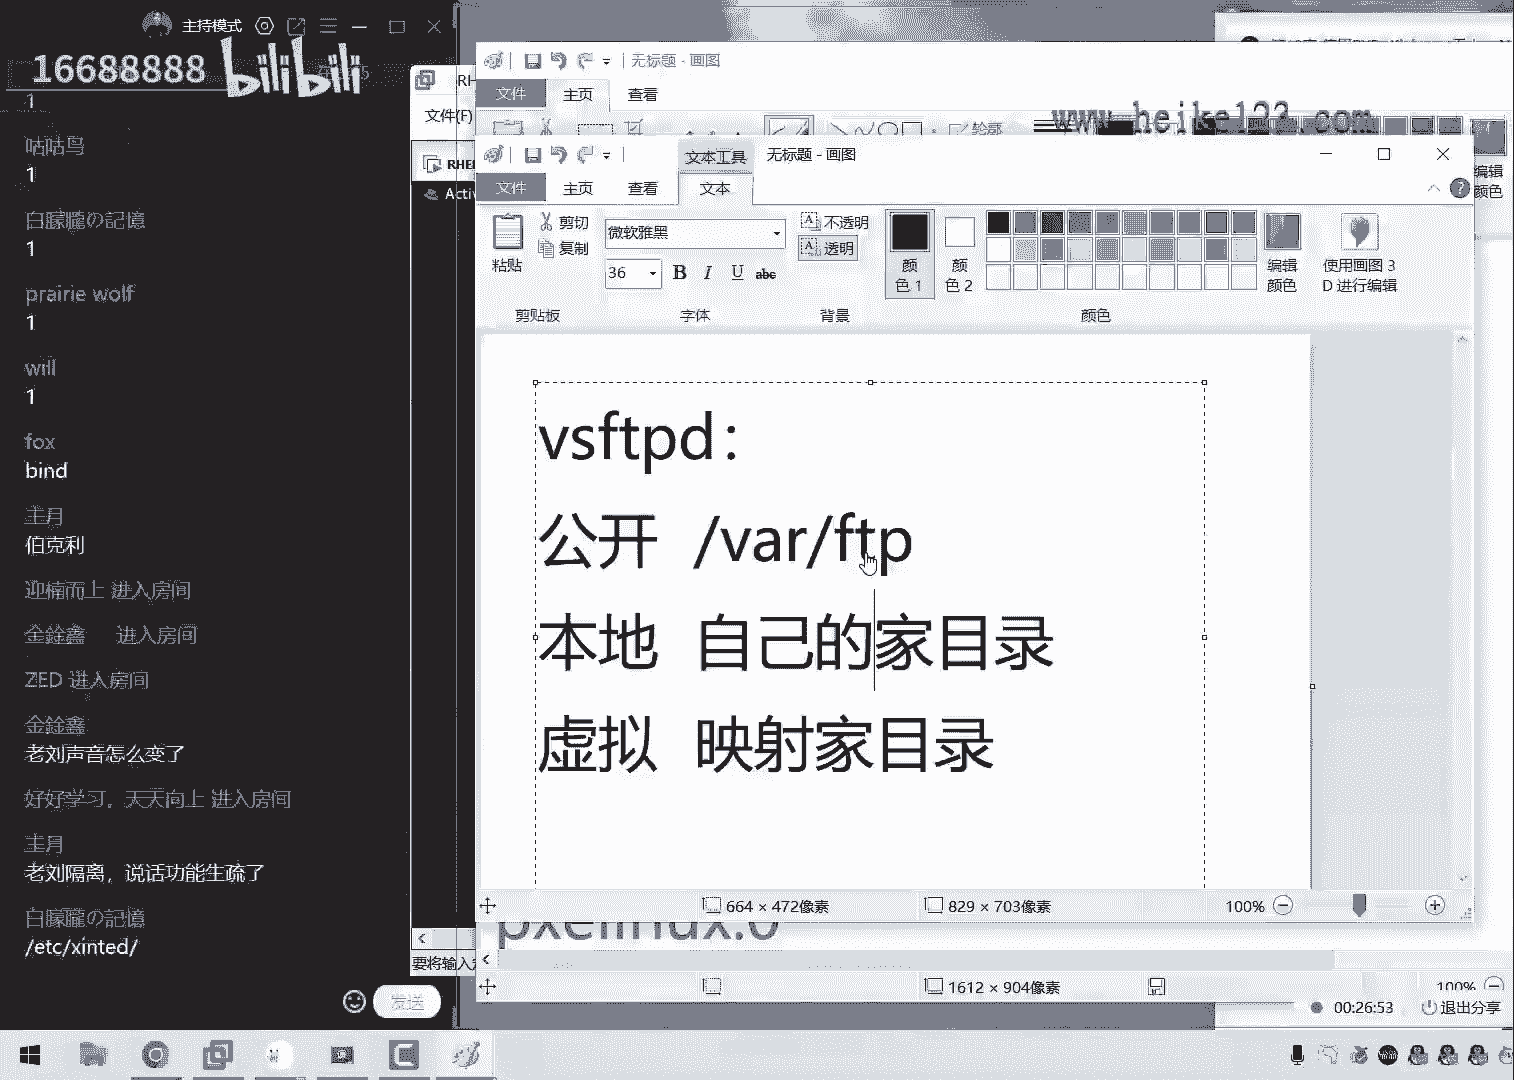 主持模式
16688888 bilibili
1
咕咕鸟
1
白朦朧の記憶
1
prairie wolf
1
will
1
fox
bind
主月
伯克利
迎楠而上 进入房间
金銓鑫 进入房间
ZED 进入房间
金銓鑫
老刘声音怎么变了
好好学习，天天向上 进入房间
主月
老刘隔离，说话功能生疏了
白朦朧の記憶
/etc/xinted/
发送
文件(F)
要将输入
无标题 - 画图
文件 主页 查看
轮廓
www.heike123.com
编辑
颜色
文本工具 无标题 - 画图
文件 主页 查看 文本
粘贴
剪切
复制
剪贴板
微软雅黑
36 B I U abc
字体
不透明
透明
背景
颜
色 1
颜
色 2
颜色
编辑
颜色
使用画图 3
D 进行编辑
vsftpd：
公开 /var/ftp
本地 自己的家目录
虚拟 映射家目录
664 × 472像素
829 × 703像素
100%
pxelinux.0
1612 × 904像素
100%
00:26:53
退出分享